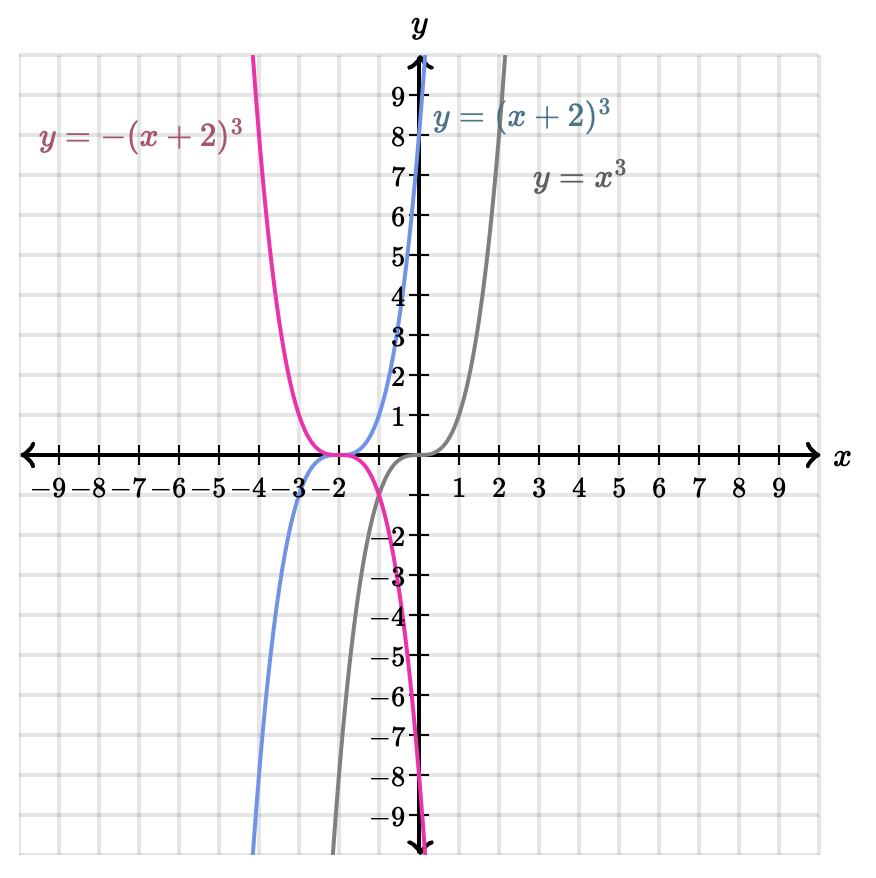 y
9
y = (x + 2)³
y = −(x + 2)³
8
7
y = x³
6
5
4
3
2
1
x
−9 −8 −7 −6 −5 −4 −3 −2 1 2 3 4 5 6 7 8 9
−2
−3
−4
−5
−6
−7
−8
−9